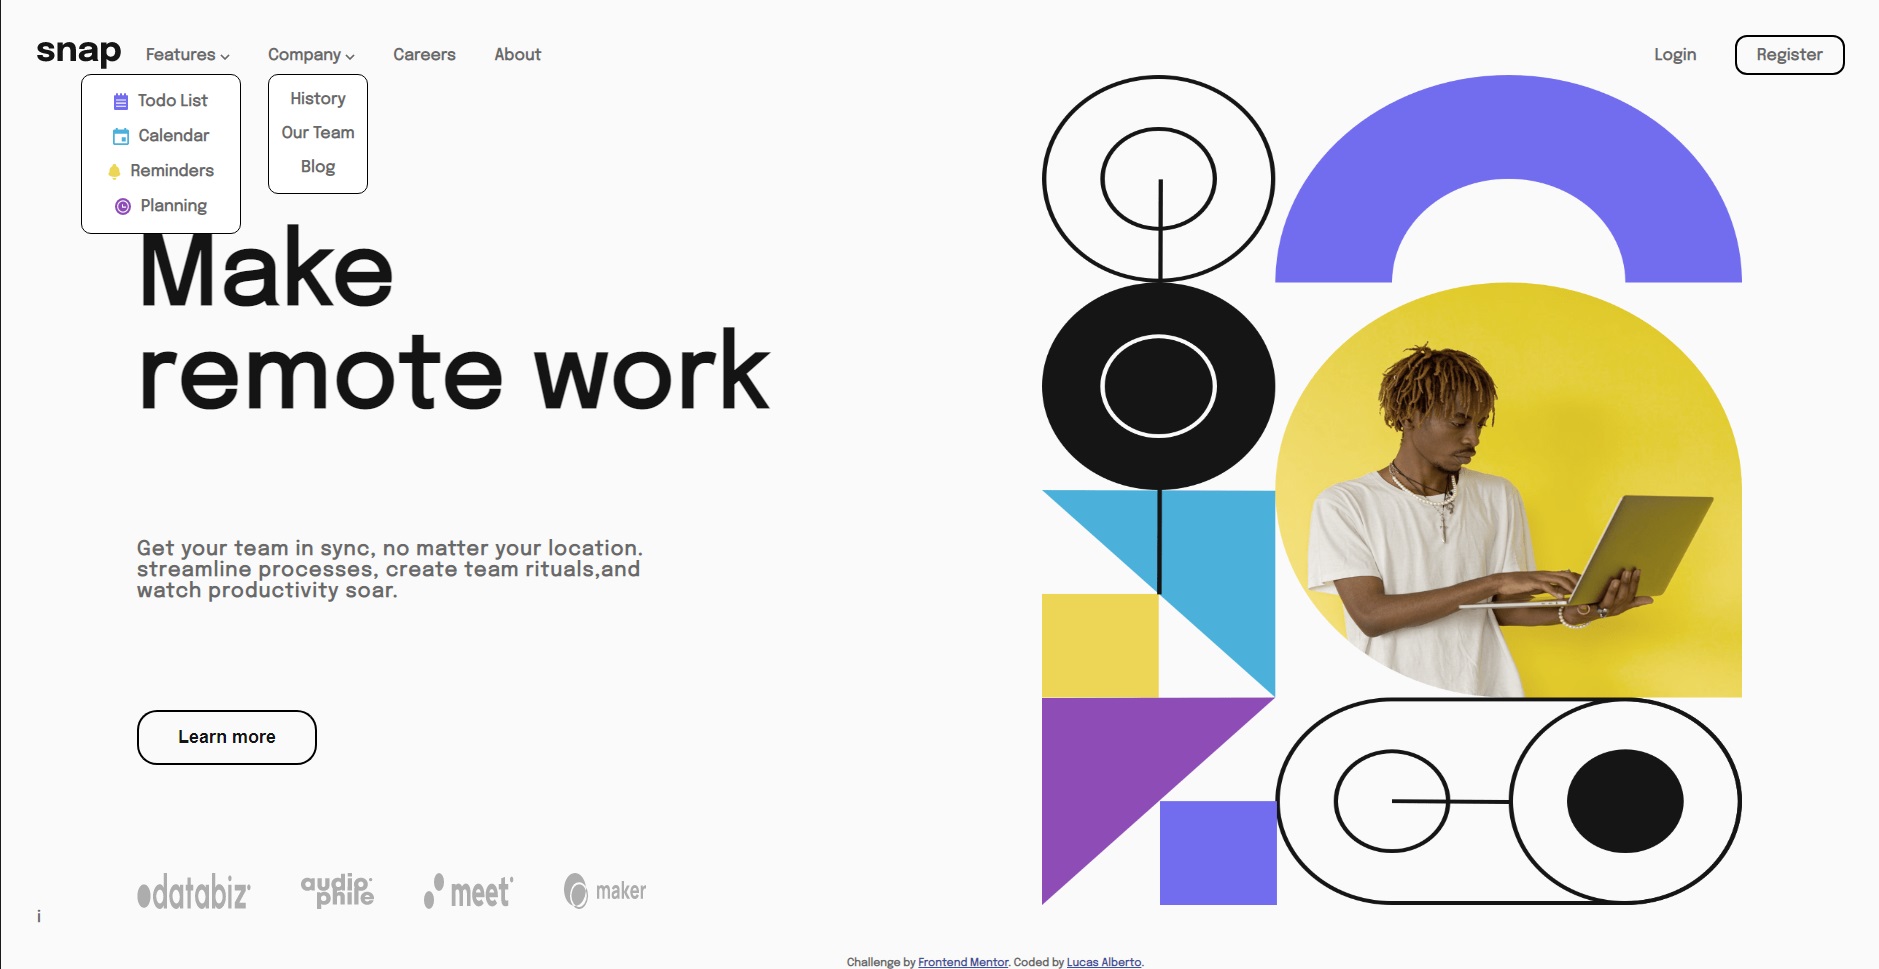 snap Features Company Careers About Login Register
Todo List
Calendar
Reminders
Planning
History
Our Team
Blog
Make
remote work
Get your team in sync, no matter your location.
streamline processes, create team rituals,and
watch productivity soar.
Learn more
databiz audiophile meet maker
i
Challenge by Frontend Mentor. Coded by Lucas Alberto.